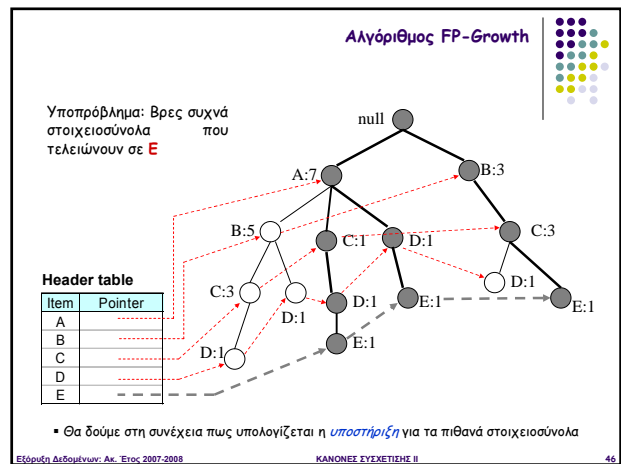 Αλγόριθμος FP-Growth
Υποπρόβλημα: Βρες συχνά
στοιχειοσύνολα που
τελειώνουν σε E
null
A:7
B:3
B:5
C:1
D:1
C:3
C:3
D:1
D:1
D:1
E:1
E:1
D:1
E:1
Header table
Item Pointer
A
B
C
D
E
▪ Θα δούμε στη συνέχεια πως υπολογίζεται η υποστήριξη για τα πιθανά στοιχειοσύνολα
Εξόρυξη Δεδομένων: Ακ. Έτος 2007-2008 ΚΑΝΟΝΕΣ ΣΥΣΧΕΤΙΣΗΣ II 46